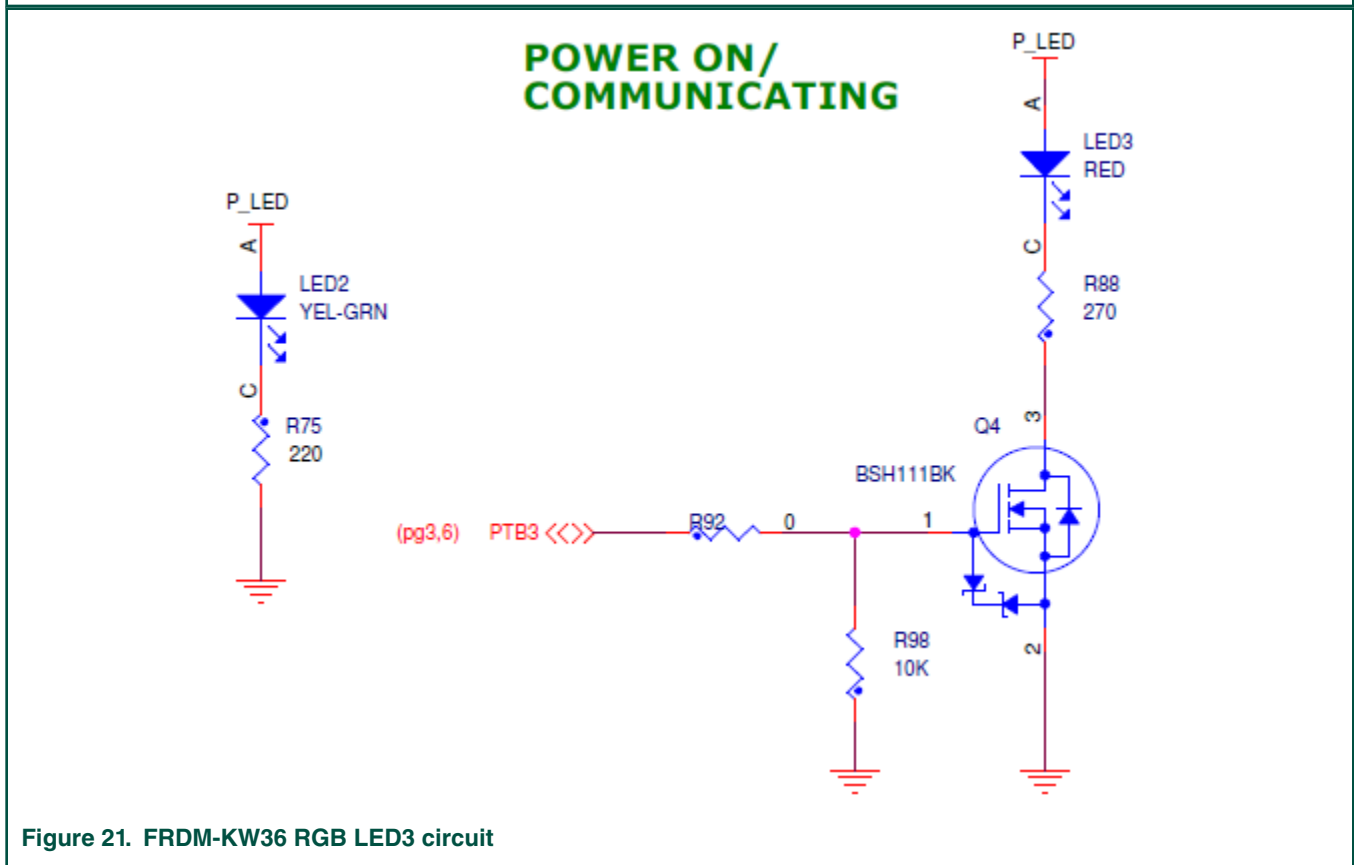 POWER ON/
COMMUNICATING
P_LED
A
LED3
RED
C
R88
270
P_LED
A
LED2
YEL-GRN
C
R75
220
Q4
3
BSH111BK
(pg3,6) PTB3
R92
0
1
R98
10K
2
Figure 21. FRDM-KW36 RGB LED3 circuit